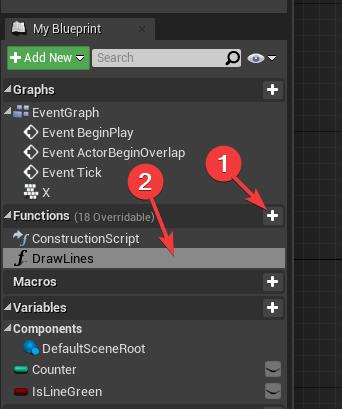 My Blueprint
Add New Search
Graphs
EventGraph
Event BeginPlay
Event ActorBeginOverlap
Event Tick
X
1
2
Functions (18 Overridable)
ConstructionScript
DrawLines
Macros
Variables
Components
DefaultSceneRoot
Counter
IsLineGreen